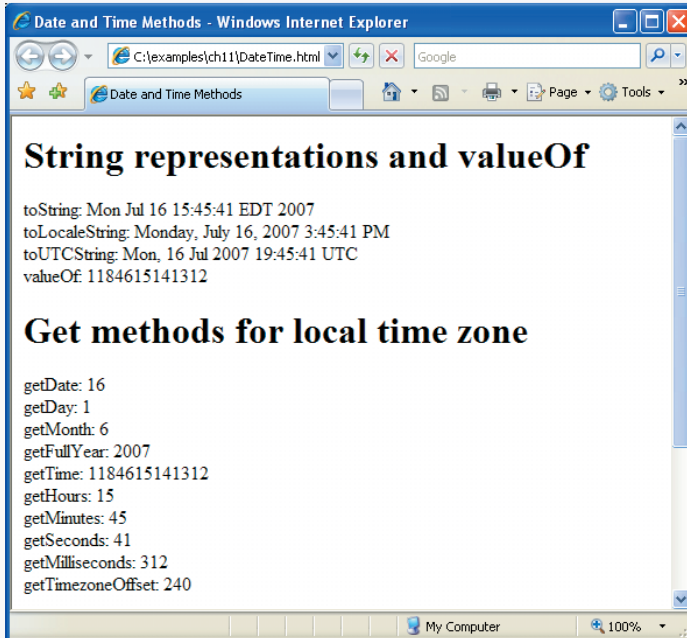 Date and Time Methods - Windows Internet Explorer
C:\examples\ch11\DateTime.html
Google
Date and Time Methods
Page
Tools
»
String representations and valueOf
toString: Mon Jul 16 15:45:41 EDT 2007
toLocaleString: Monday, July 16, 2007 3:45:41 PM
toUTCString: Mon, 16 Jul 2007 19:45:41 UTC
valueOf: 1184615141312
Get methods for local time zone
getDate: 16
getDay: 1
getMonth: 6
getFullYear: 2007
getTime: 1184615141312
getHours: 15
getMinutes: 45
getSeconds: 41
getMilliseconds: 312
getTimezoneOffset: 240
My Computer
100%